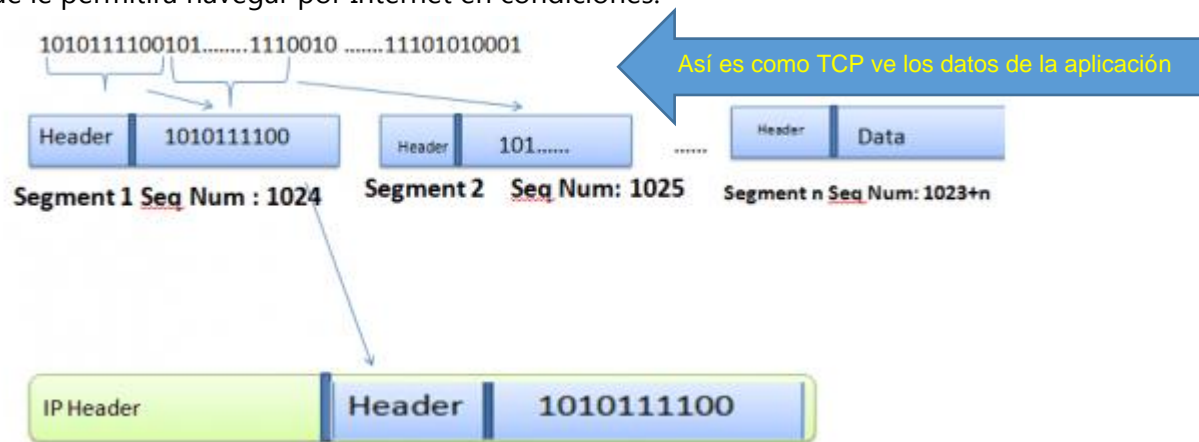 de le permitirá navegar por Internet en condiciones.
1010111100101........1110010 .......11101010001
Así es como TCP ve los datos de la aplicación
Header 1010111100
Header 101......
......
Header Data
Segment 1 Seq Num : 1024
Segment 2 Seq Num: 1025
Segment n Seq Num: 1023+n
IP Header Header 1010111100